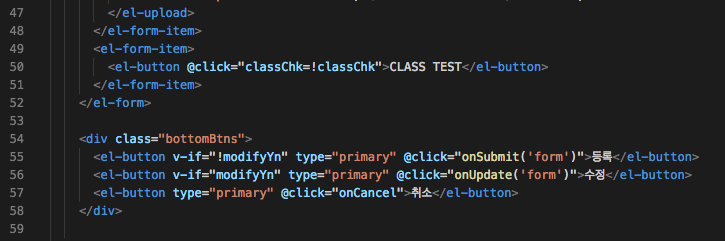 47 </el-upload>
48 </el-form-item>
49 <el-form-item>
50 <el-button @click="classChk=!classChk">CLASS TEST</el-button>
51 </el-form-item>
52 </el-form>
53
54 <div class="bottomBtns">
55 <el-button v-if="!modifyYn" type="primary" @click="onSubmit('form')">등록</el-button>
56 <el-button v-if="modifyYn" type="primary" @click="onUpdate('form')">수정</el-button>
57 <el-button type="primary" @click="onCancel">취소</el-button>
58 </div>
59